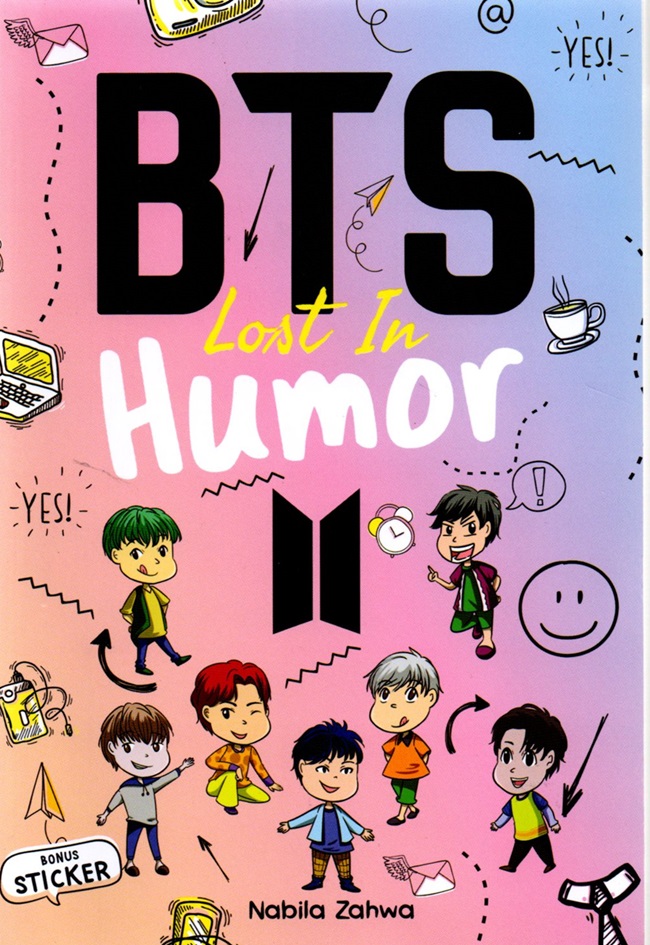 @
YES!
BTS
Lost In
Humor
YES!
!
BONUS
STICKER
Nabila Zahwa